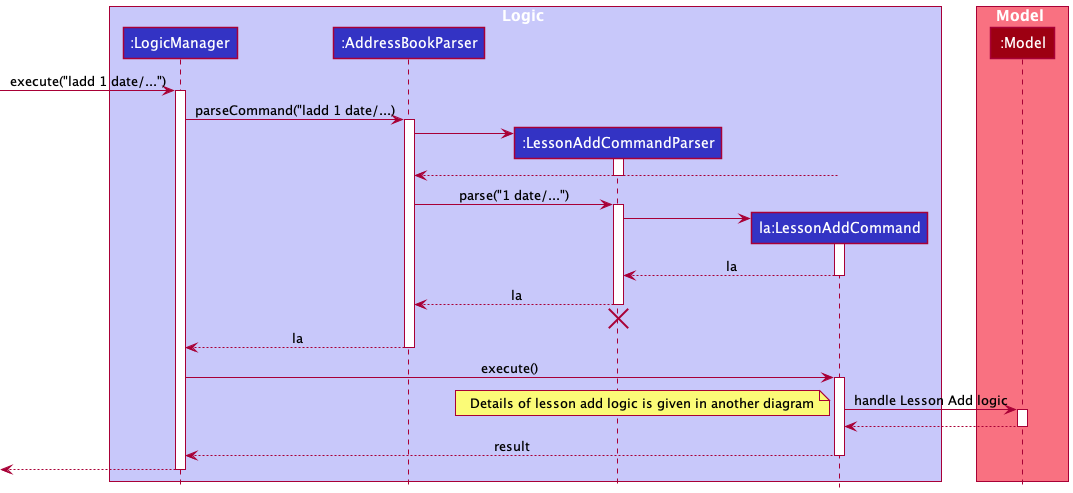 Logic
Model
:LogicManager
:AddressBookParser
:Model
execute("ladd 1 date/...")
parseCommand("ladd 1 date/...)
:LessonAddCommandParser
parse("1 date/...")
la:LessonAddCommand
la
la
la
execute()
Details of lesson add logic is given in another diagram
handle Lesson Add logic
result